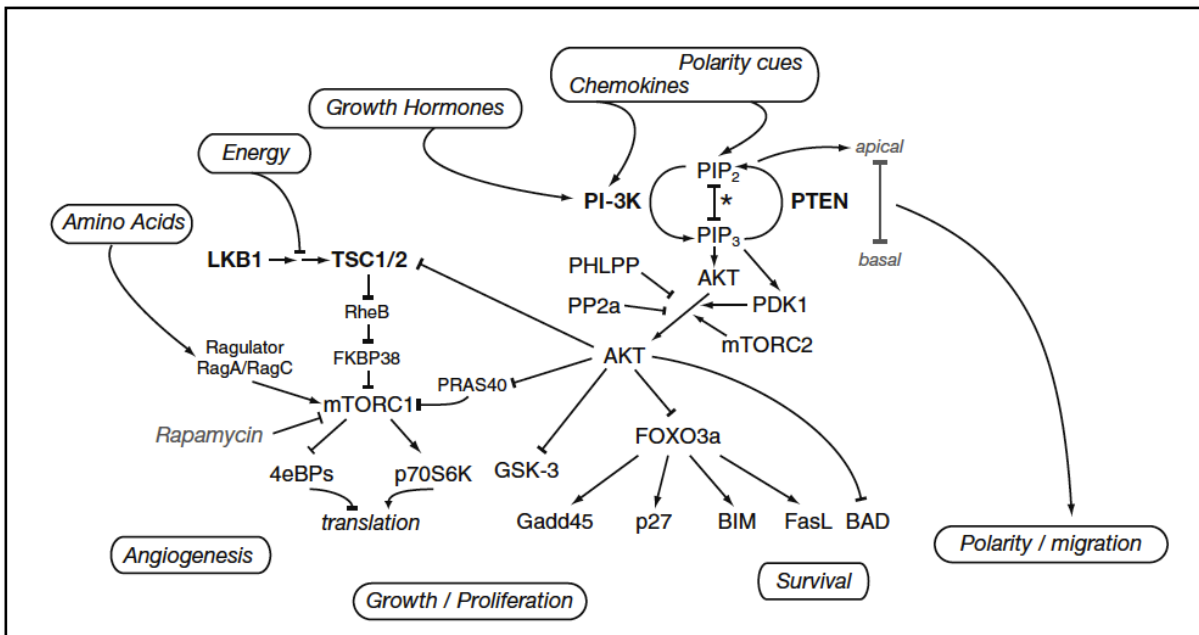 Polarity cues
Chemokines
Growth Hormones
Energy
Amino Acids
PIP2
apical
PI-3K
*
PTEN
PIP3
basal
LKB1
TSC1/2
PHLPP
AKT
PP2a
PDK1
RheB
mTORC2
Ragulator
RagA/RagC
FKBP38
AKT
PRAS40
mTORC1
Rapamycin
FOXO3a
4eBPs
p70S6K
GSK-3
translation
Gadd45
p27
BIM
FasL
BAD
Angiogenesis
Polarity / migration
Survival
Growth / Proliferation